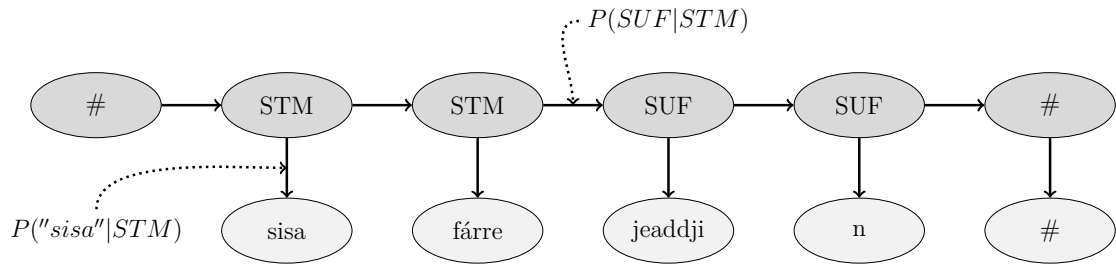 P(SUF|STM)
# STM STM SUF SUF #
P("sisa"|STM)
sisa fárre jeaddji n #